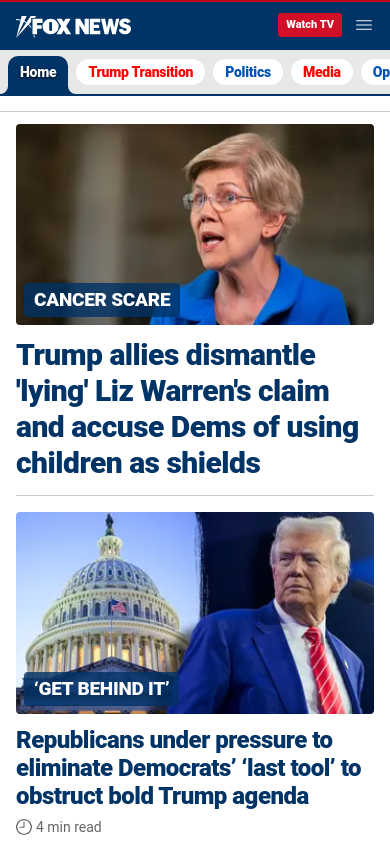 FOX NEWS
Watch TV
Home
Trump Transition
Politics
Media
Op
CANCER SCARE
Trump allies dismantle
'lying' Liz Warren's claim
and accuse Dems of using
children as shields
‘GET BEHIND IT’
Republicans under pressure to
eliminate Democrats’ ‘last tool’ to
obstruct bold Trump agenda
4 min read